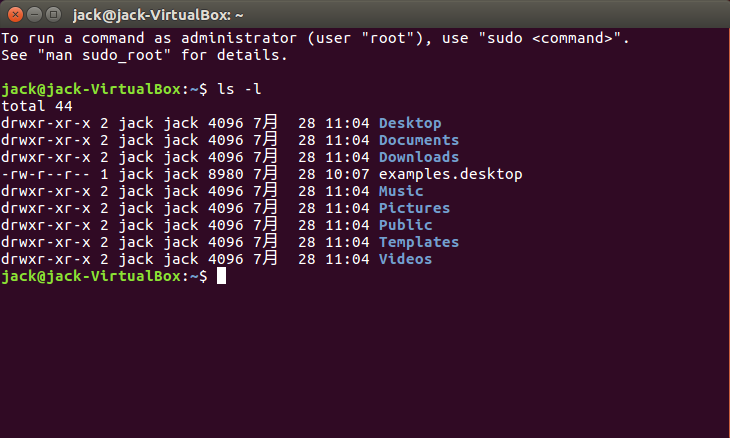 jack@jack-VirtualBox: ~
To run a command as administrator (user "root"), use "sudo <command>".
See "man sudo_root" for details.
jack@jack-VirtualBox:~$ ls -l
total 44
drwxr-xr-x 2 jack jack 4096 7月  28 11:04 Desktop
drwxr-xr-x 2 jack jack 4096 7月  28 11:04 Documents
drwxr-xr-x 2 jack jack 4096 7月  28 11:04 Downloads
-rw-r--r-- 1 jack jack 8980 7月  28 10:07 examples.desktop
drwxr-xr-x 2 jack jack 4096 7月  28 11:04 Music
drwxr-xr-x 2 jack jack 4096 7月  28 11:04 Pictures
drwxr-xr-x 2 jack jack 4096 7月  28 11:04 Public
drwxr-xr-x 2 jack jack 4096 7月  28 11:04 Templates
drwxr-xr-x 2 jack jack 4096 7月  28 11:04 Videos
jack@jack-VirtualBox:~$